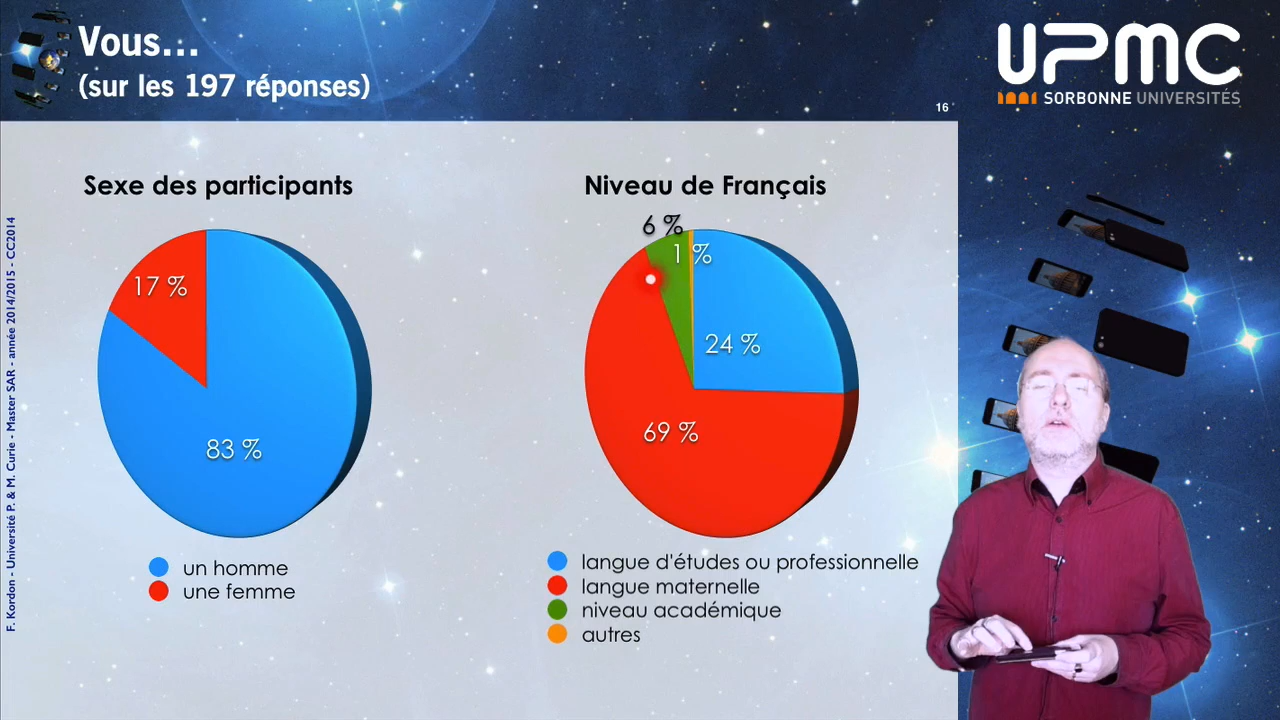 Vous...
(sur les 197 réponses)
UPMC
SORBONNE UNIVERSITÉS
16
Sexe des participants
17 %
83 %
un homme
une femme
Niveau de Français
6 %
1 %
24 %
69 %
langue d'études ou professionnelle
langue maternelle
niveau académique
autres
F. Kordon - Université P. & M. Curie - Master SAR - année 2014/2015 - CC2014